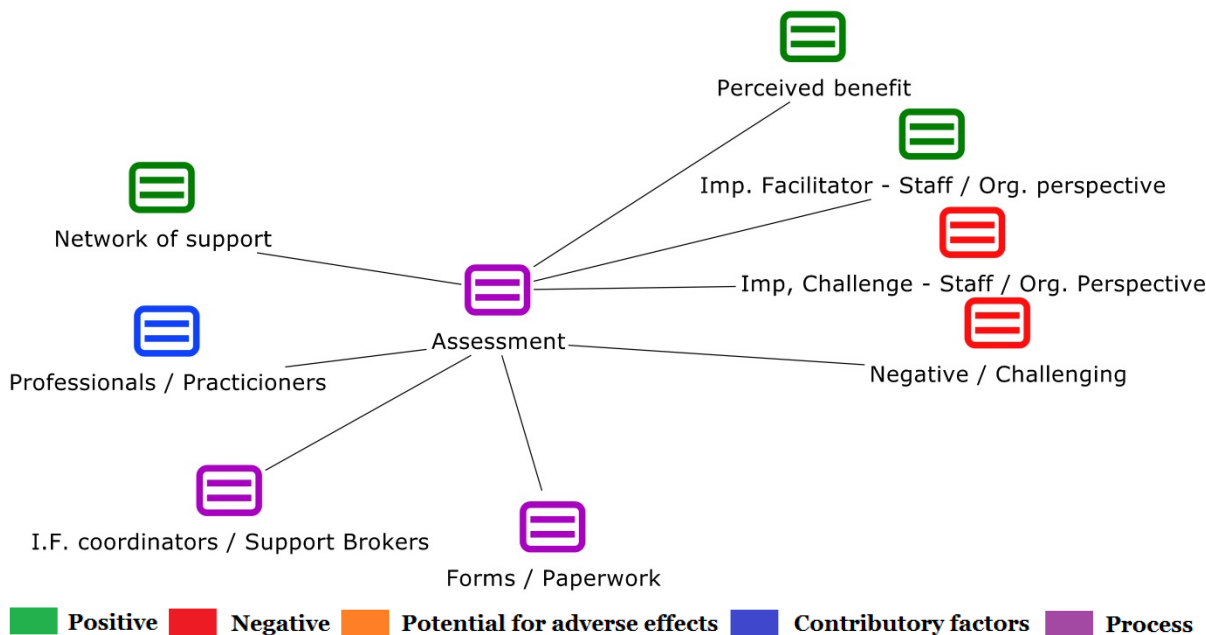 Perceived benefit
Imp. Facilitator - Staff / Org. perspective
Network of support
Imp, Challenge - Staff / Org. Perspective
Assessment
Professionals / Practicioners
Negative / Challenging
I.F. coordinators / Support Brokers
Forms / Paperwork
Positive Negative Potential for adverse effects Contributory factors Process